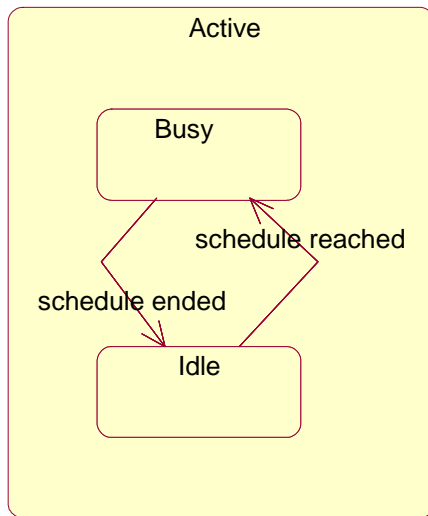 Active
Busy
schedule reached
schedule ended
Idle